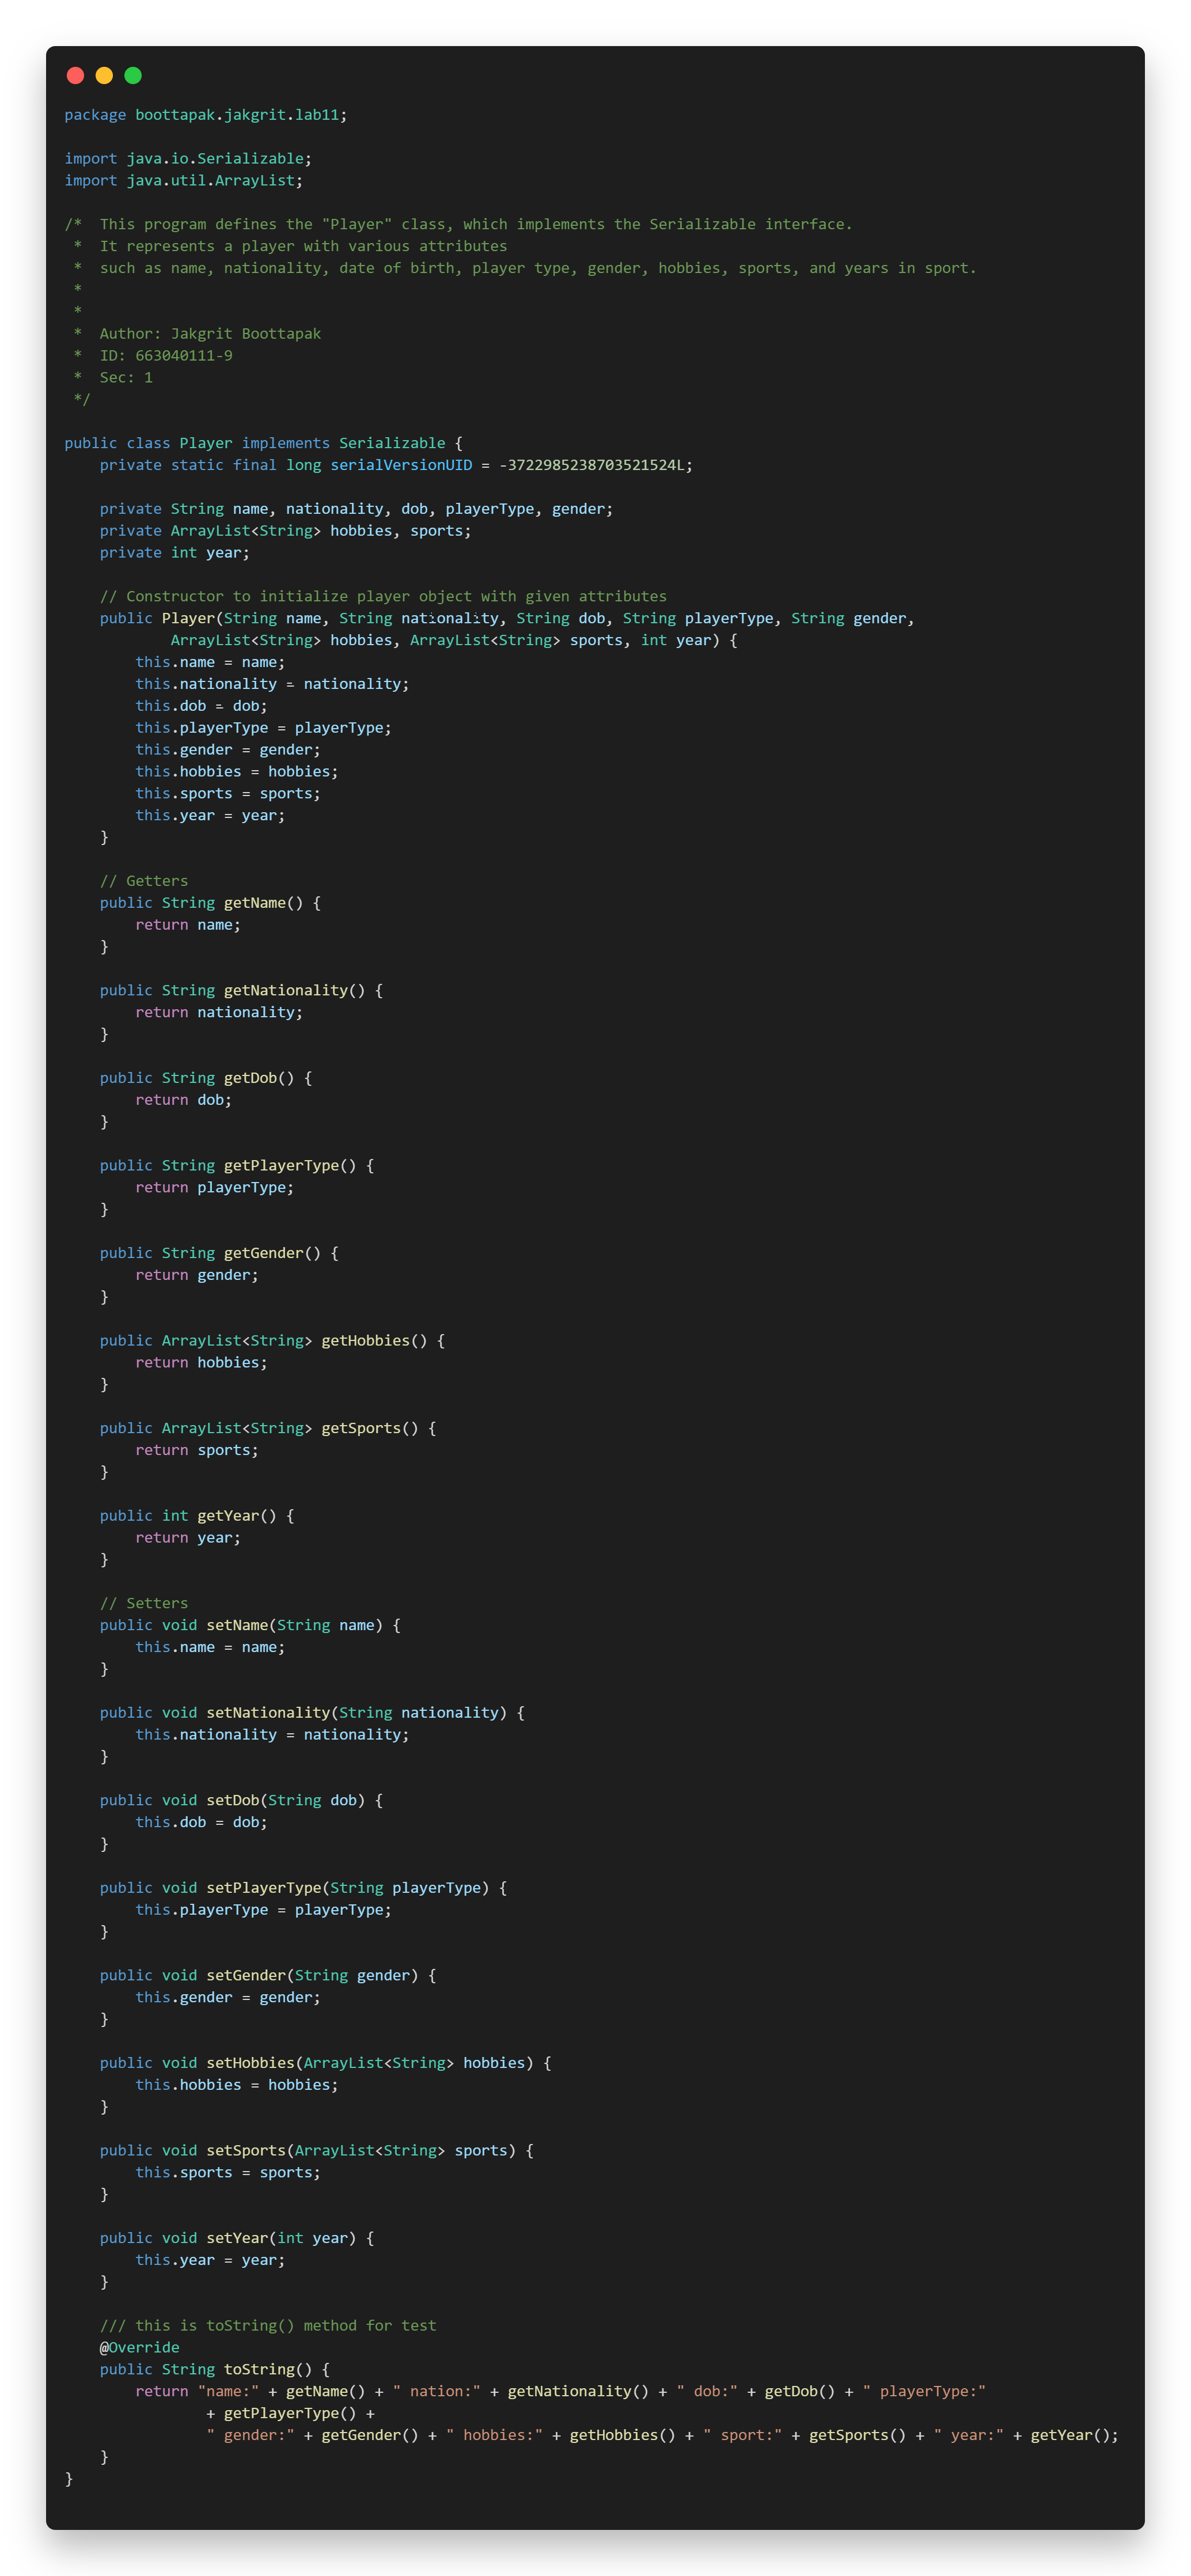 package boottapak.jakgrit.lab11;

import java.io.Serializable;
import java.util.ArrayList;

/*  This program defines the "Player" class, which implements the Serializable interface.
 *  It represents a player with various attributes
 *  such as name, nationality, date of birth, player type, gender, hobbies, sports, and years in sport.
 *
 *
 *  Author: Jakgrit Boottapak
 *  ID: 663040111-9
 *  Sec: 1
 */

public class Player implements Serializable {
    private static final long serialVersionUID = -3722985238703521524L;

    private String name, nationality, dob, playerType, gender;
    private ArrayList<String> hobbies, sports;
    private int year;

    // Constructor to initialize player object with given attributes
    public Player(String name, String nationality, String dob, String playerType, String gender,
            ArrayList<String> hobbies, ArrayList<String> sports, int year) {
        this.name = name;
        this.nationality = nationality;
        this.dob = dob;
        this.playerType = playerType;
        this.gender = gender;
        this.hobbies = hobbies;
        this.sports = sports;
        this.year = year;
    }

    // Getters
    public String getName() {
        return name;
    }

    public String getNationality() {
        return nationality;
    }

    public String getDob() {
        return dob;
    }

    public String getPlayerType() {
        return playerType;
    }

    public String getGender() {
        return gender;
    }

    public ArrayList<String> getHobbies() {
        return hobbies;
    }

    public ArrayList<String> getSports() {
        return sports;
    }

    public int getYear() {
        return year;
    }

    // Setters
    public void setName(String name) {
        this.name = name;
    }

    public void setNationality(String nationality) {
        this.nationality = nationality;
    }

    public void setDob(String dob) {
        this.dob = dob;
    }

    public void setPlayerType(String playerType) {
        this.playerType = playerType;
    }

    public void setGender(String gender) {
        this.gender = gender;
    }

    public void setHobbies(ArrayList<String> hobbies) {
        this.hobbies = hobbies;
    }

    public void setSports(ArrayList<String> sports) {
        this.sports = sports;
    }

    public void setYear(int year) {
        this.year = year;
    }

    /// this is toString() method for test
    @Override
    public String toString() {
        return "name:" + getName() + " nation:" + getNationality() + " dob:" + getDob() + " playerType:"
                + getPlayerType() +
                " gender:" + getGender() + " hobbies:" + getHobbies() + " sport:" + getSports() + " year:" + getYear();
    }
}